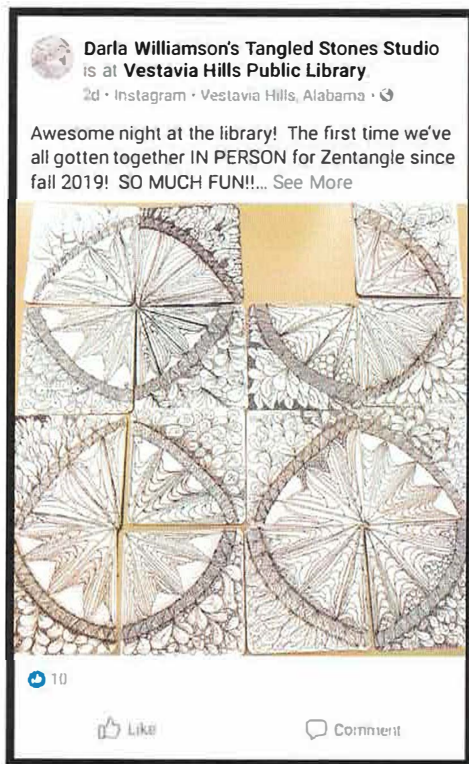 Darla Williamson's Tangled Stones Studio
is at Vestavia Hills Public Library
2d · Instagram · Vestavia Hills, Alabama ·
Awesome night at the library! The first time we've
all gotten together IN PERSON for Zentangle since
fall 2019! SO MUCH FUN!!... See More
10
Like Comment